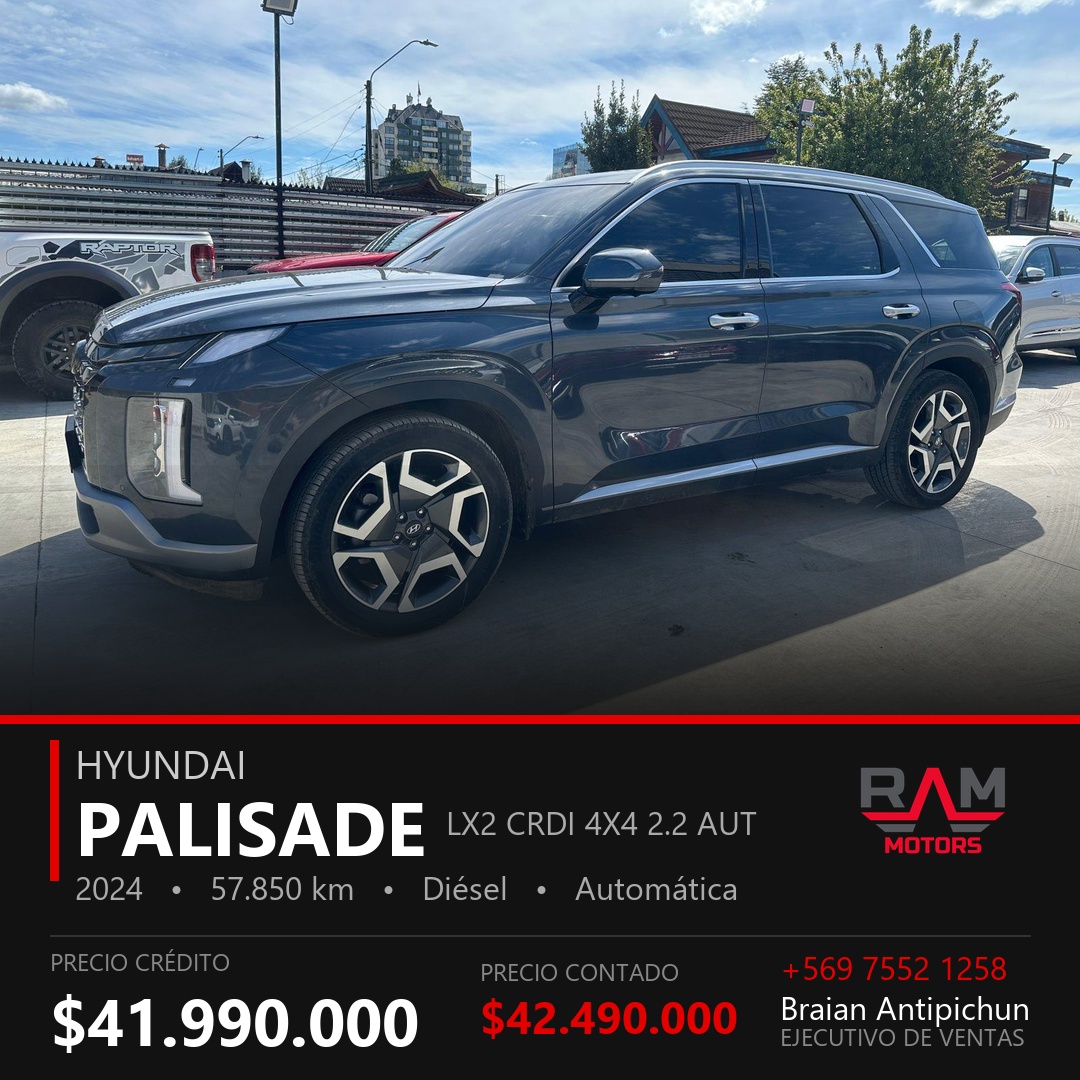 RAPTOR
HYUNDAI
PALISADE LX2 CRDI 4X4 2.2 AUT
2024 • 57.850 km • Diésel • Automática
RAM
MOTORS
PRECIO CRÉDITO
$41.990.000
PRECIO CONTADO
$42.490.000
+569 7552 1258
Braian Antipichun
EJECUTIVO DE VENTAS